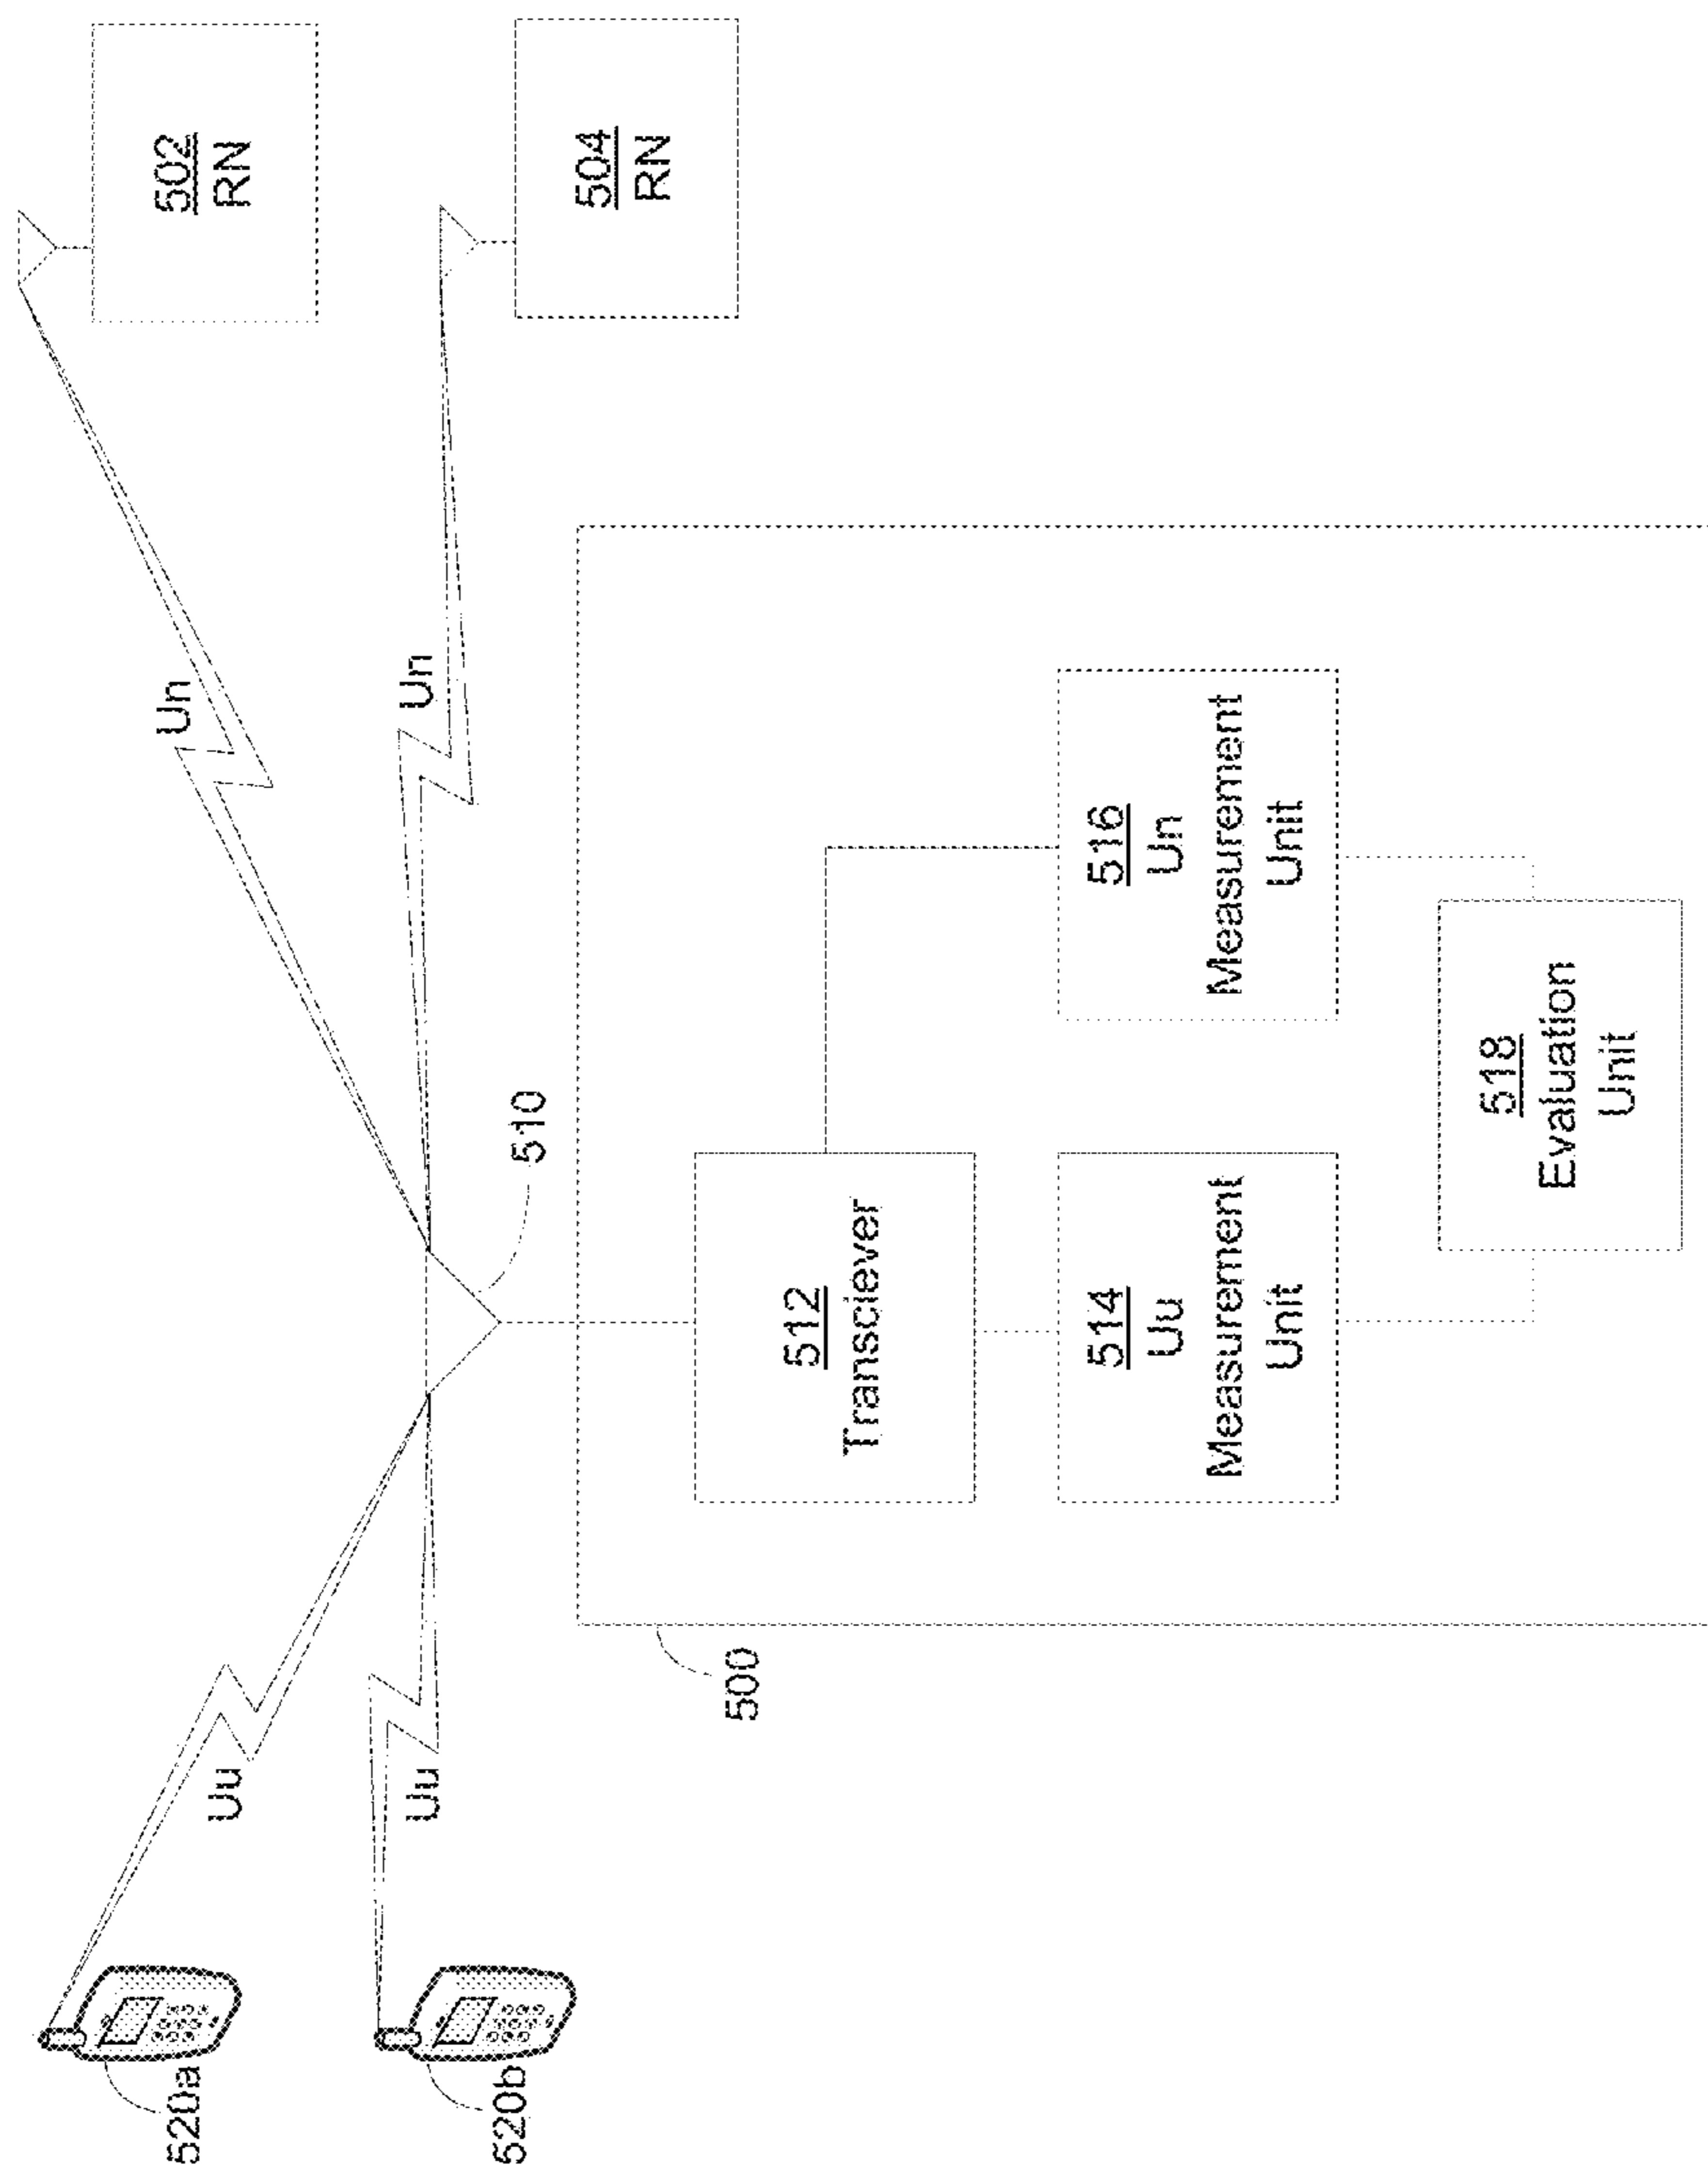 520a
Uu
Un
502
RN
520b
Uu
Un
504
RN
510
500
512
Transciever
514
Uu
Measurement
Unit
516
Un
Measurement
Unit
518
Evaluation
Unit